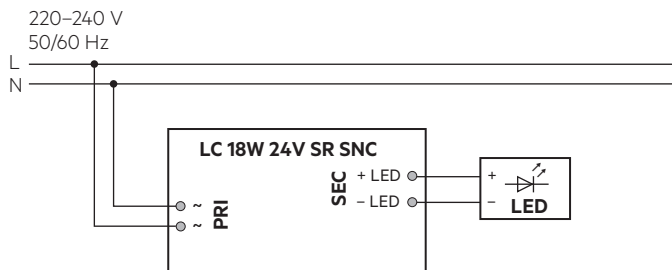 220–240 V
50/60 Hz
L
N
LC 18W 24V SR SNC
~
~
PRI
SEC
+ LED
– LED
+
–
LED